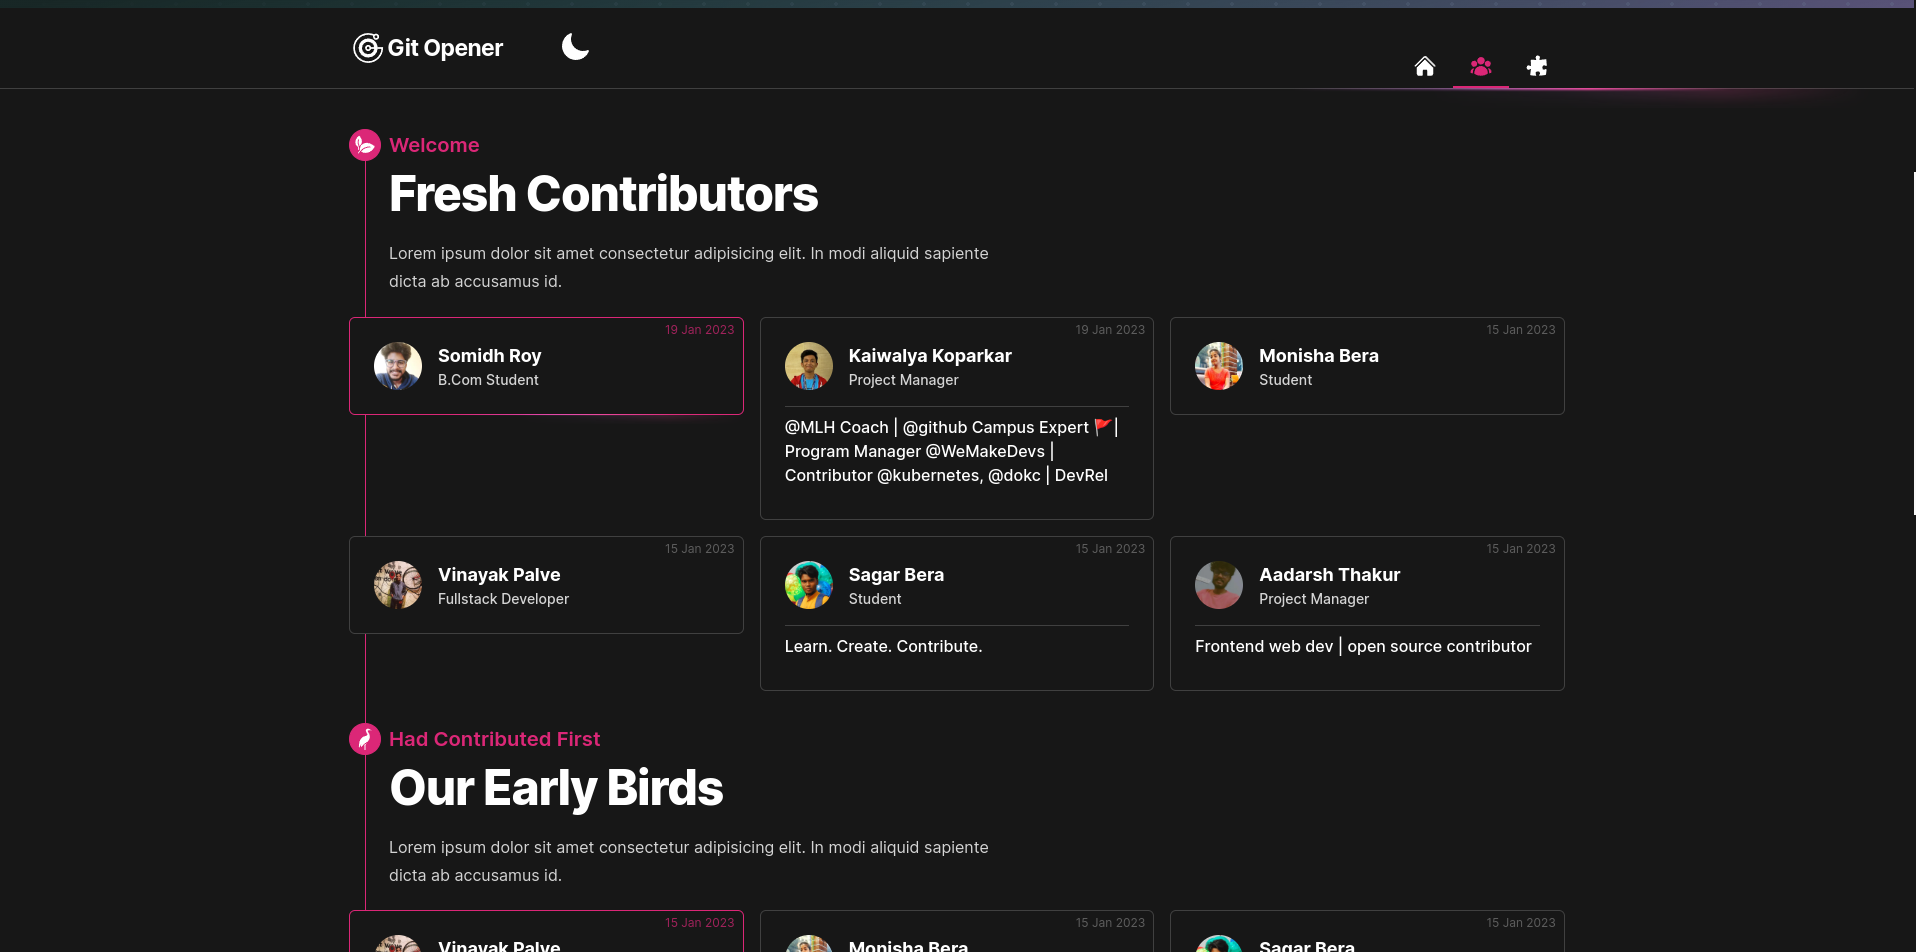 Git Opener
Welcome
Fresh Contributors
Lorem ipsum dolor sit amet consectetur adipisicing elit. In modi aliquid sapiente
dicta ab accusamus id.
19 Jan 2023
Somidh Roy
B.Com Student
19 Jan 2023
Kaiwalya Koparkar
Project Manager
@MLH Coach | @github Campus Expert 🚩|
Program Manager @WeMakeDevs |
Contributor @kubernetes, @dokc | DevRel
15 Jan 2023
Monisha Bera
Student
15 Jan 2023
Vinayak Palve
Fullstack Developer
15 Jan 2023
Sagar Bera
Student
Learn. Create. Contribute.
15 Jan 2023
Aadarsh Thakur
Project Manager
Frontend web dev | open source contributor
Had Contributed First
Our Early Birds
Lorem ipsum dolor sit amet consectetur adipisicing elit. In modi aliquid sapiente
dicta ab accusamus id.
15 Jan 2023
Vinayak Palve
15 Jan 2023
Monisha Bera
15 Jan 2023
Sagar Bera